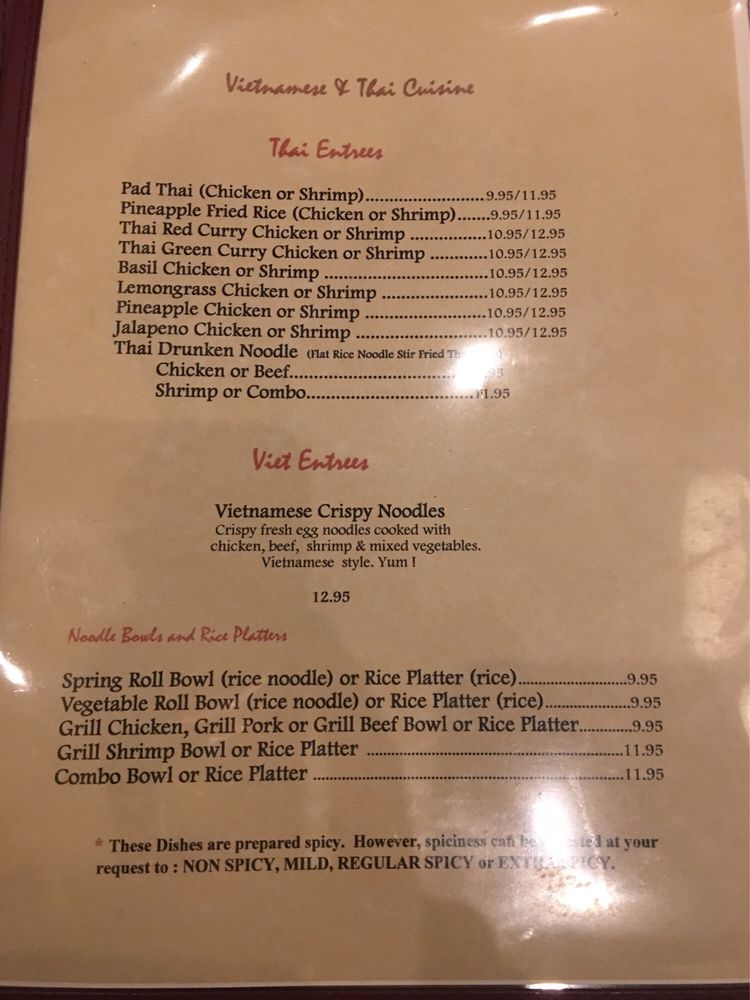 Vietnamese & Thai Cuisine
Thai Entrees
Pad Thai (Chicken or Shrimp).........................9.95/11.95
Pineapple Fried Rice (Chicken or Shrimp).......9.95/11.95
Thai Red Curry Chicken or Shrimp ................10.95/12.95
Thai Green Curry Chicken or Shrimp ............10.95/12.95
Basil Chicken or Shrimp ..................................10.95/12.95
Lemongrass Chicken or Shrimp ......................10.95/12.95
Pineapple Chicken or Shrimp .........................10.95/12.95
Jalapeno Chicken or Shrimp ...........................10.95/12.95
Thai Drunken Noodle (Flat Rice Noodle Stir Fried
Chicken or Beef........................................
Shrimp or Combo...................................11.95
Viet Entrees
Vietnamese Crispy Noodles
Crispy fresh egg noodles cooked with
chicken, beef, shrimp & mixed vegetables.
Vietnamese style. Yum !
12.95
Noodle Bowls and Rice Platters
Spring Roll Bowl (rice noodle) or Rice Platter (rice).......................9.95
Vegetable Roll Bowl (rice noodle) or Rice Platter (rice)..................9.95
Grill Chicken, Grill Pork or Grill Beef Bowl or Rice Platter...........9.95
Grill Shrimp Bowl or Rice Platter .....................................................11.95
Combo Bowl or Rice Platter ................................................................11.95
* These Dishes are prepared spicy. However, spiciness can be at your
request to : NON SPICY, MILD, REGULAR SPICY or